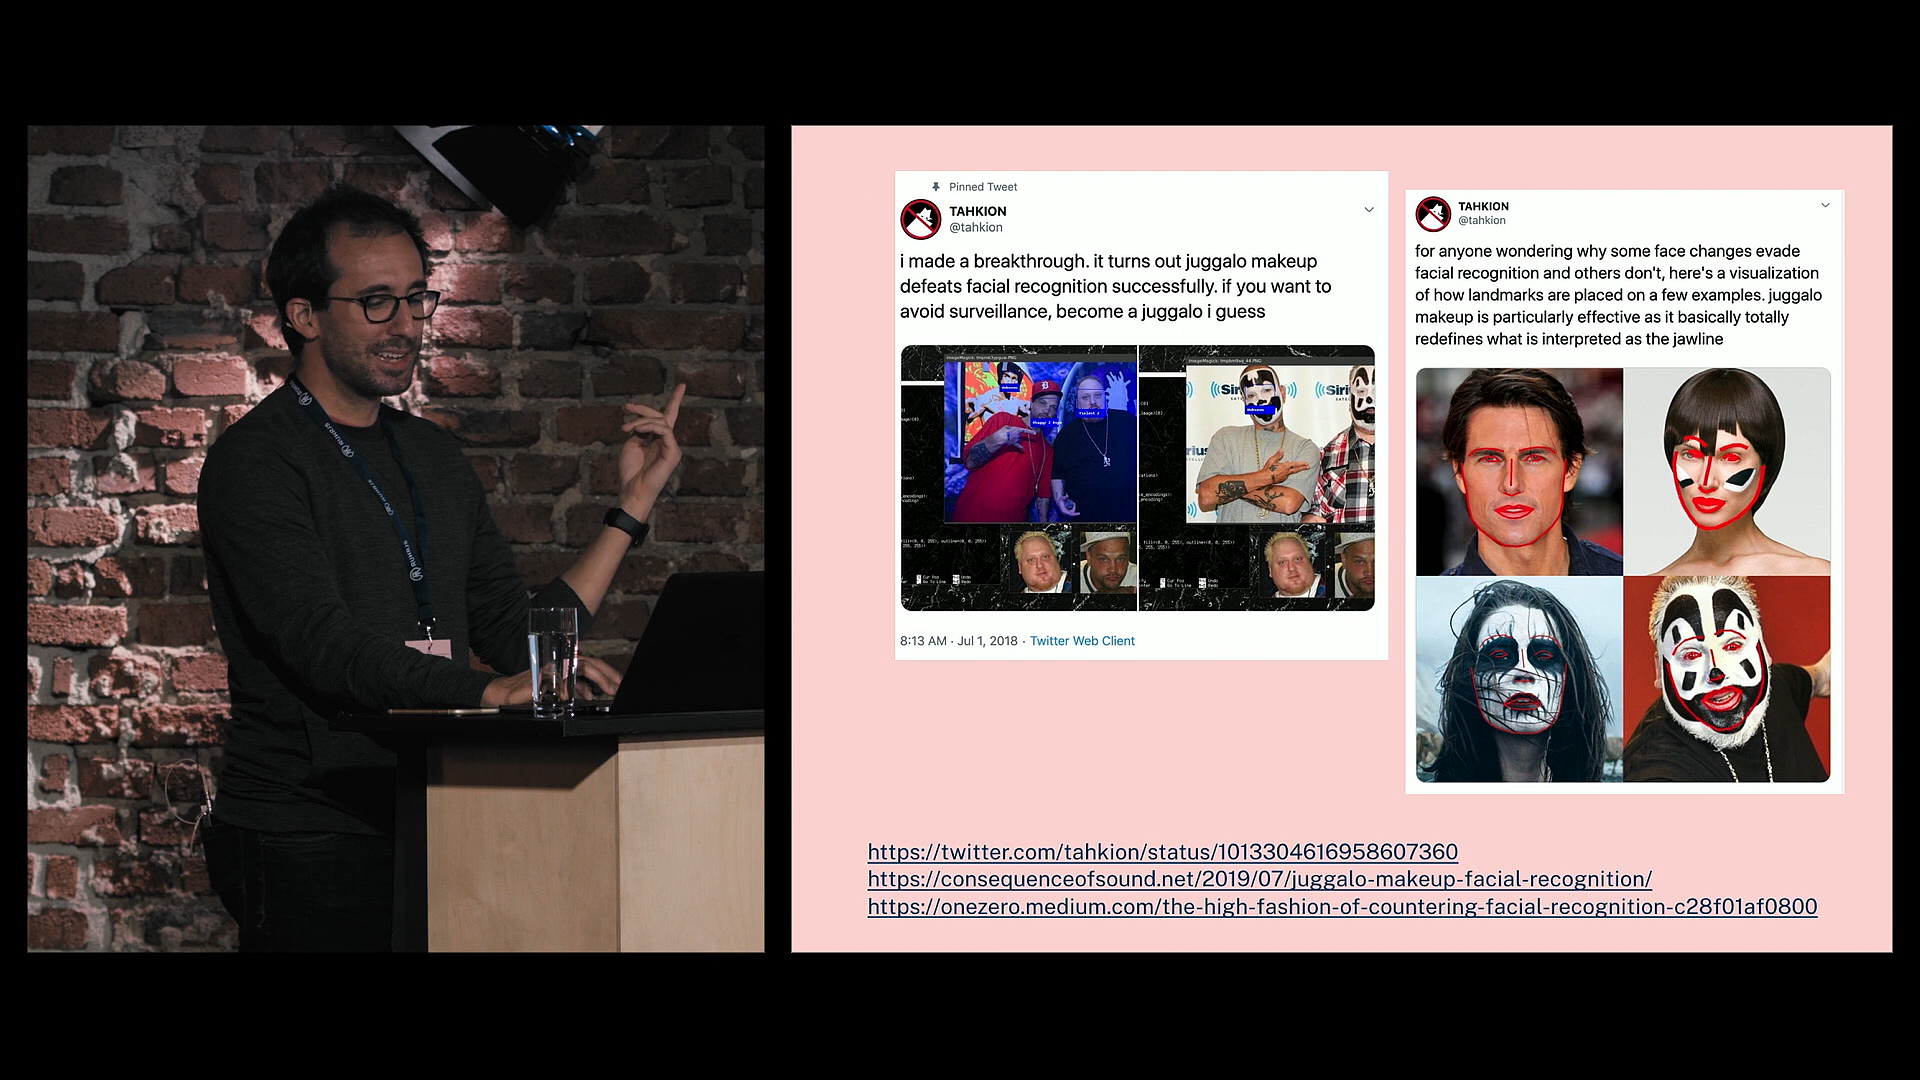 RUHRJS
RUHRJS
RUHRJS
Pinned Tweet
TAHKION
@tahkion
i made a breakthrough. it turns out juggalo makeup
defeats facial recognition successfully. if you want to
avoid surveillance, become a juggalo i guess
8:13 AM · Jul 1, 2018 · Twitter Web Client
TAHKION
@tahkion
for anyone wondering why some face changes evade
facial recognition and others don't, here's a visualization
of how landmarks are placed on a few examples. juggalo
makeup is particularly effective as it basically totally
redefines what is interpreted as the jawline
https://twitter.com/tahkion/status/1013304616958607360
https://consequenceofsound.net/2019/07/juggalo-makeup-facial-recognition/
https://onezero.medium.com/the-high-fashion-of-countering-facial-recognition-c28f01af0800